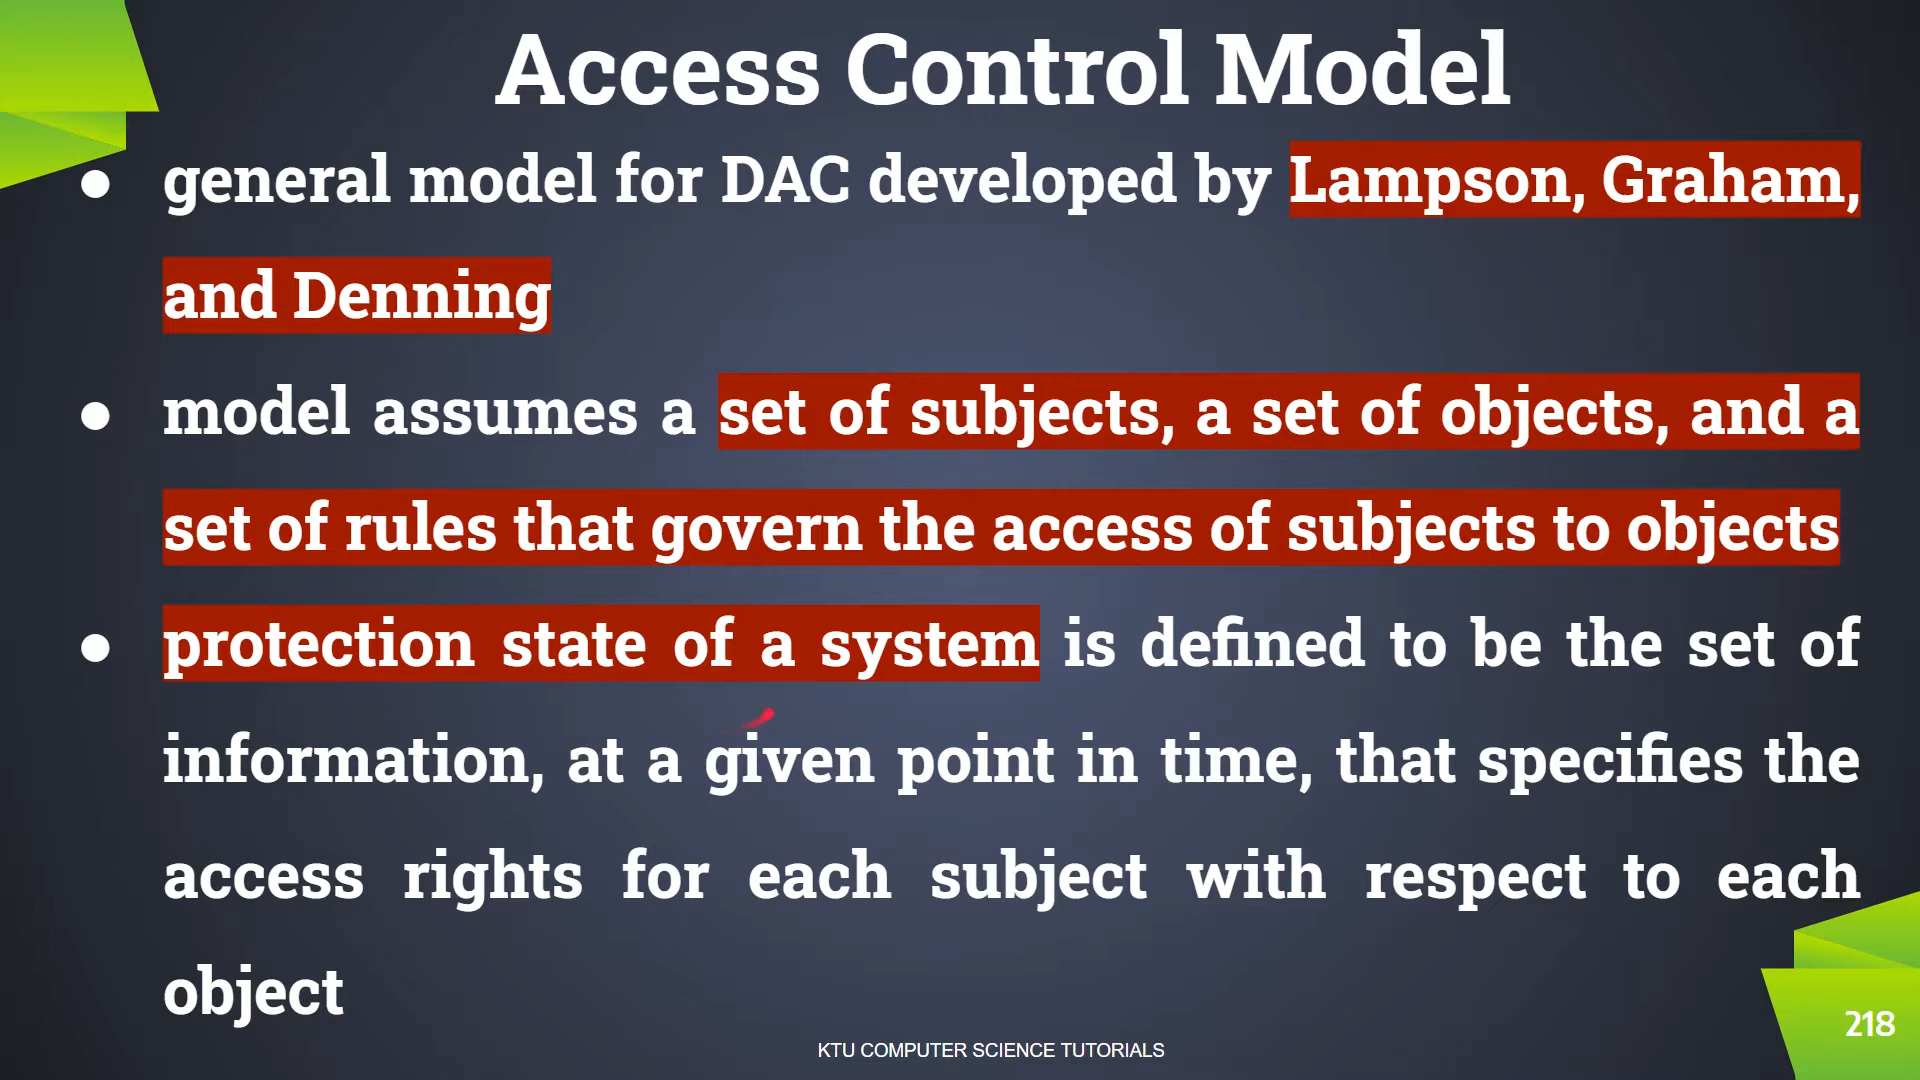 Access Control Model
● general model for DAC developed by Lampson, Graham,
and Denning
● model assumes a set of subjects, a set of objects, and a
set of rules that govern the access of subjects to objects
● protection state of a system is defined to be the set of
information, at a given point in time, that specifies the
access rights for each subject with respect to each
object
218
KTU COMPUTER SCIENCE TUTORIALS